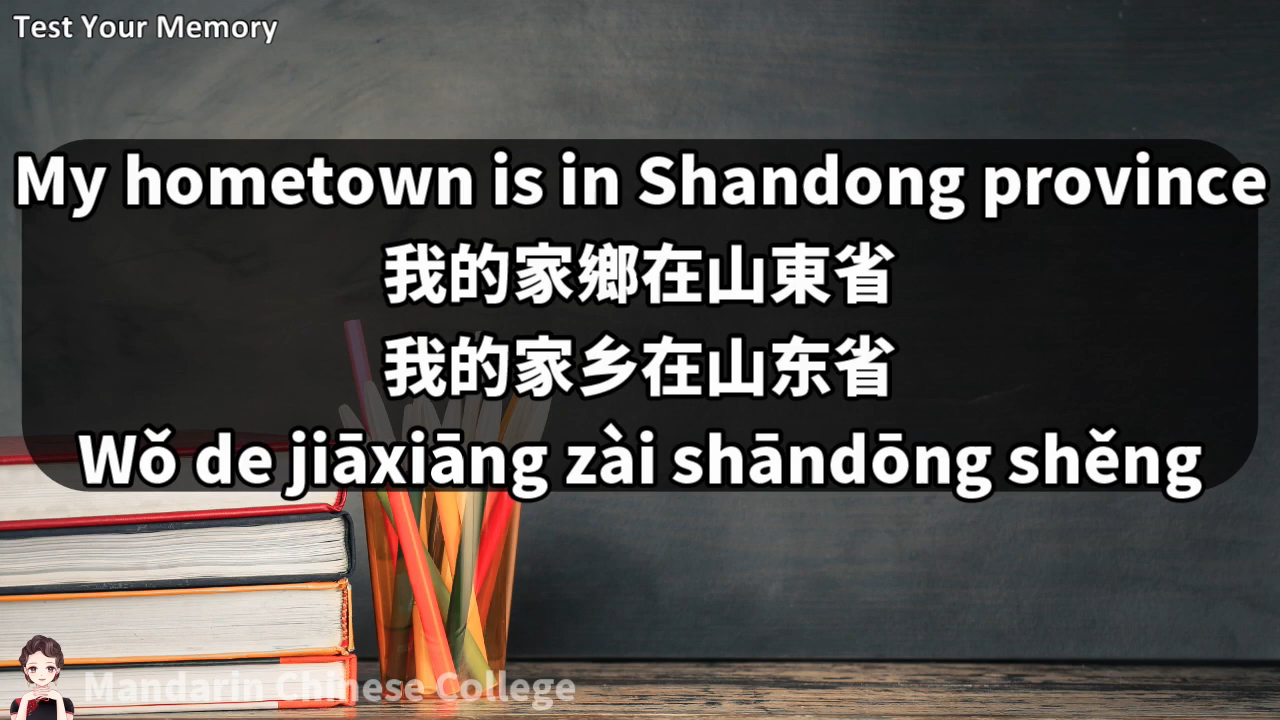 Test Your Memory
My hometown is in Shandong province
我的家鄉在山東省
我的家乡在山东省
Wǒ de jiāxiāng zài shāndōng shěng
Mandarin Chinese College